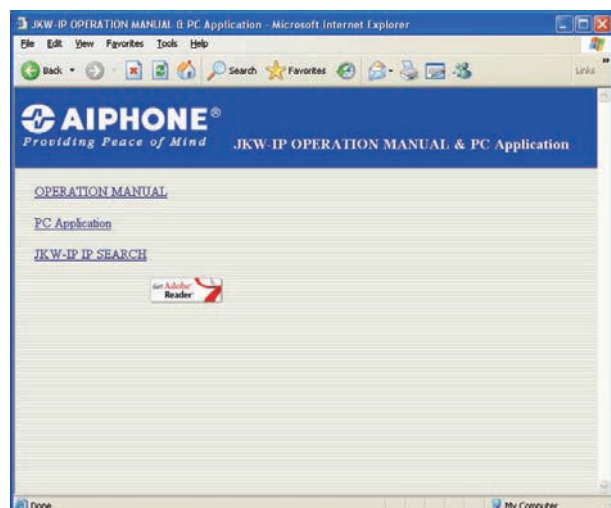 JKW-IP OPERATION MANUAL & PC Application - Microsoft Internet Explorer
File Edit View Favorites Tools Help
Back Search Favorites Links »
AIPHONE®
Providing Peace of Mind JKW-IP OPERATION MANUAL & PC Application
OPERATION MANUAL
PC Application
JKW-IP IP SEARCH
Get Adobe®
Reader®
Done My Computer